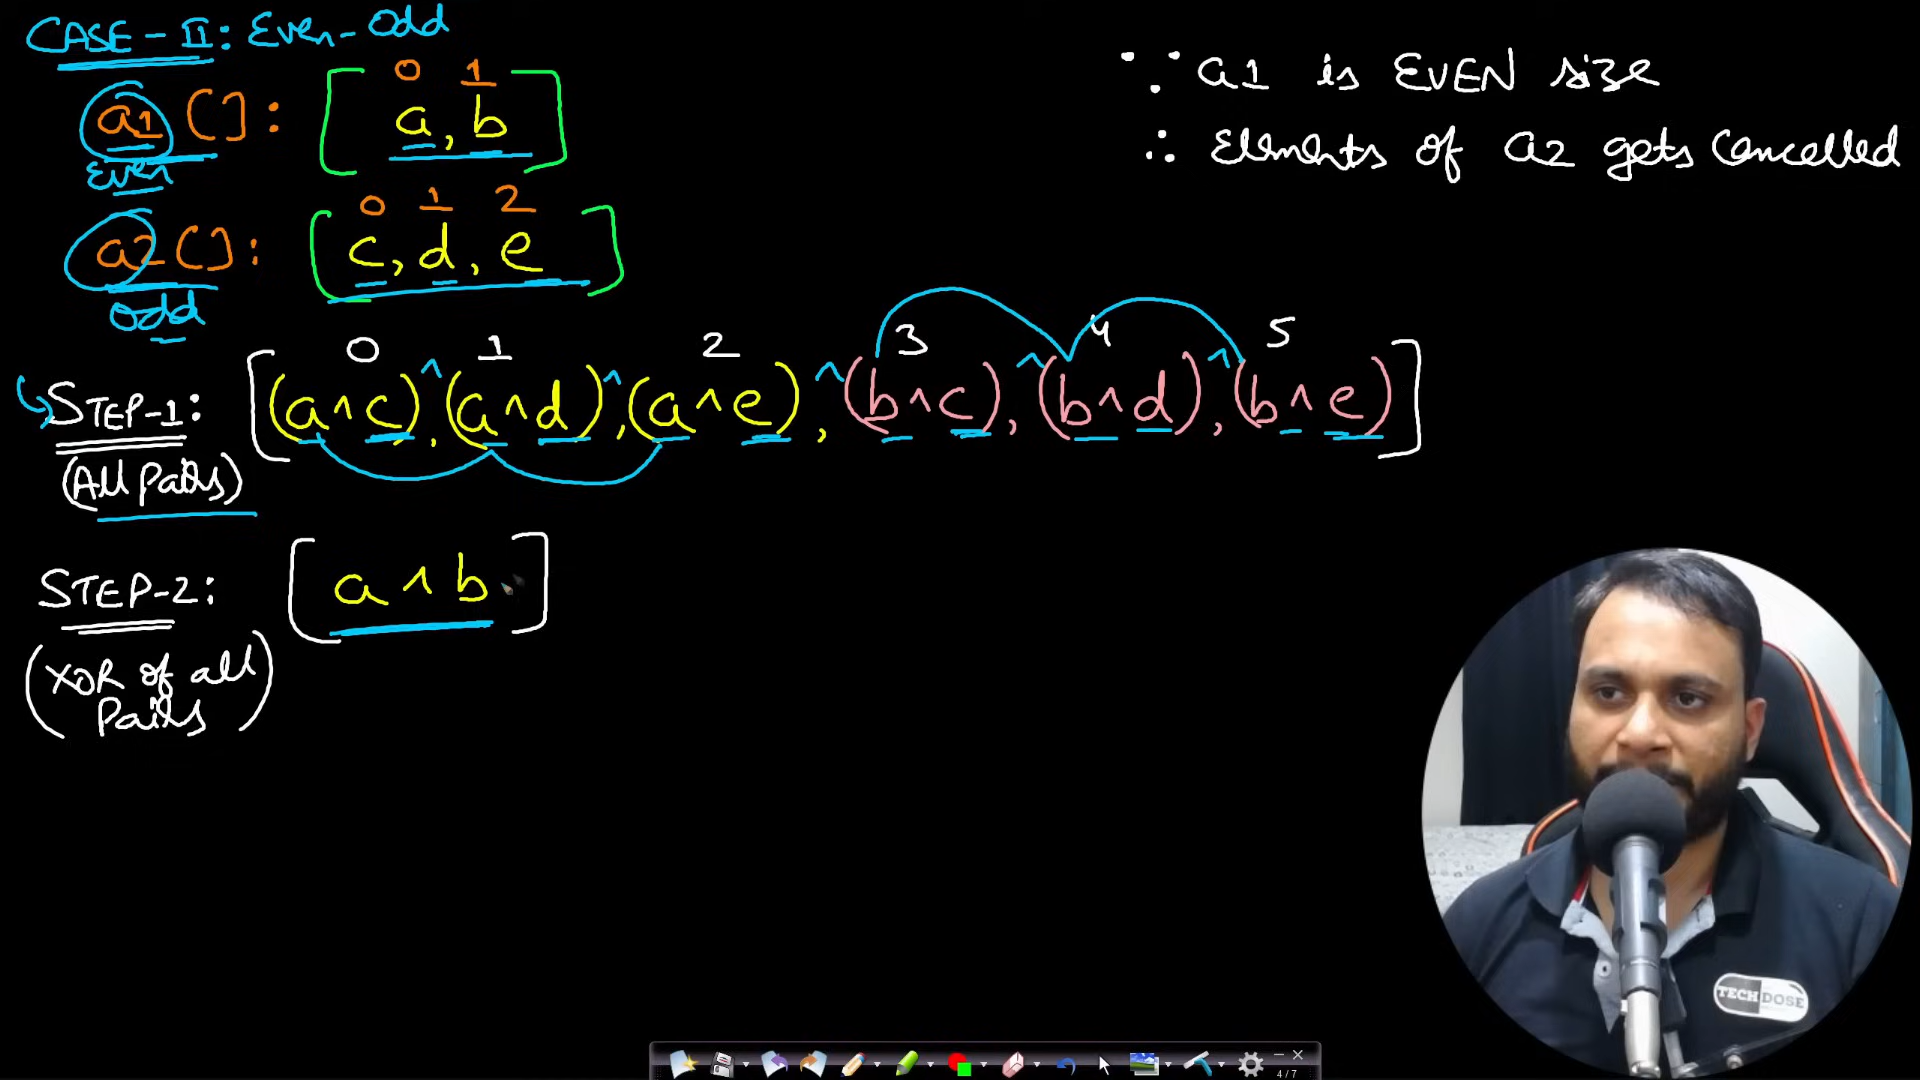 CASE-II: Even-Odd
0 1
a1 []: [a, b]
Even
0 1 2
a2 []: [c, d, e]
Odd
∵ a1 is EVEN size
∴ Elements of a2 gets Cancelled
0 1 2 3 4 5
STEP-1: [(a^c), ^ (a^d), ^ (a^e), ^ (b^c), ^ (b^d), ^ (b^e)]
(All Pairs)
STEP-2: [a ^ b]
(XOR of all
Pairs)
TECH DOSE
4/7